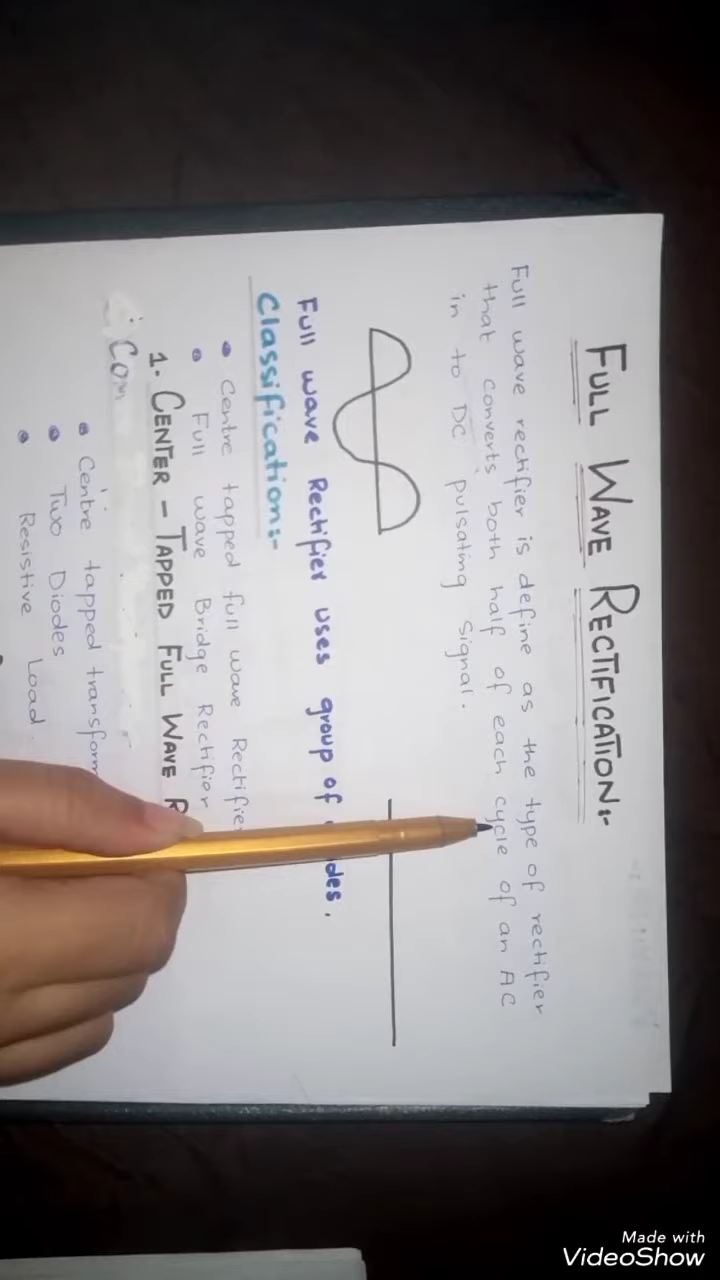 FULL WAVE RECTIFICATION:-
Full wave rectifier is define as the type of rectifier
that converts both half of each cycle of an AC
in to DC pulsating signal.
Full wave Rectifier uses group of
Classification:-
Centre tapped full wave
Full wave Bridge Rectifier
1. CENTER - TAPPED FULL WAVE
Centre tapped
Two Diodes
Resistive Load
Made with
VideoShow